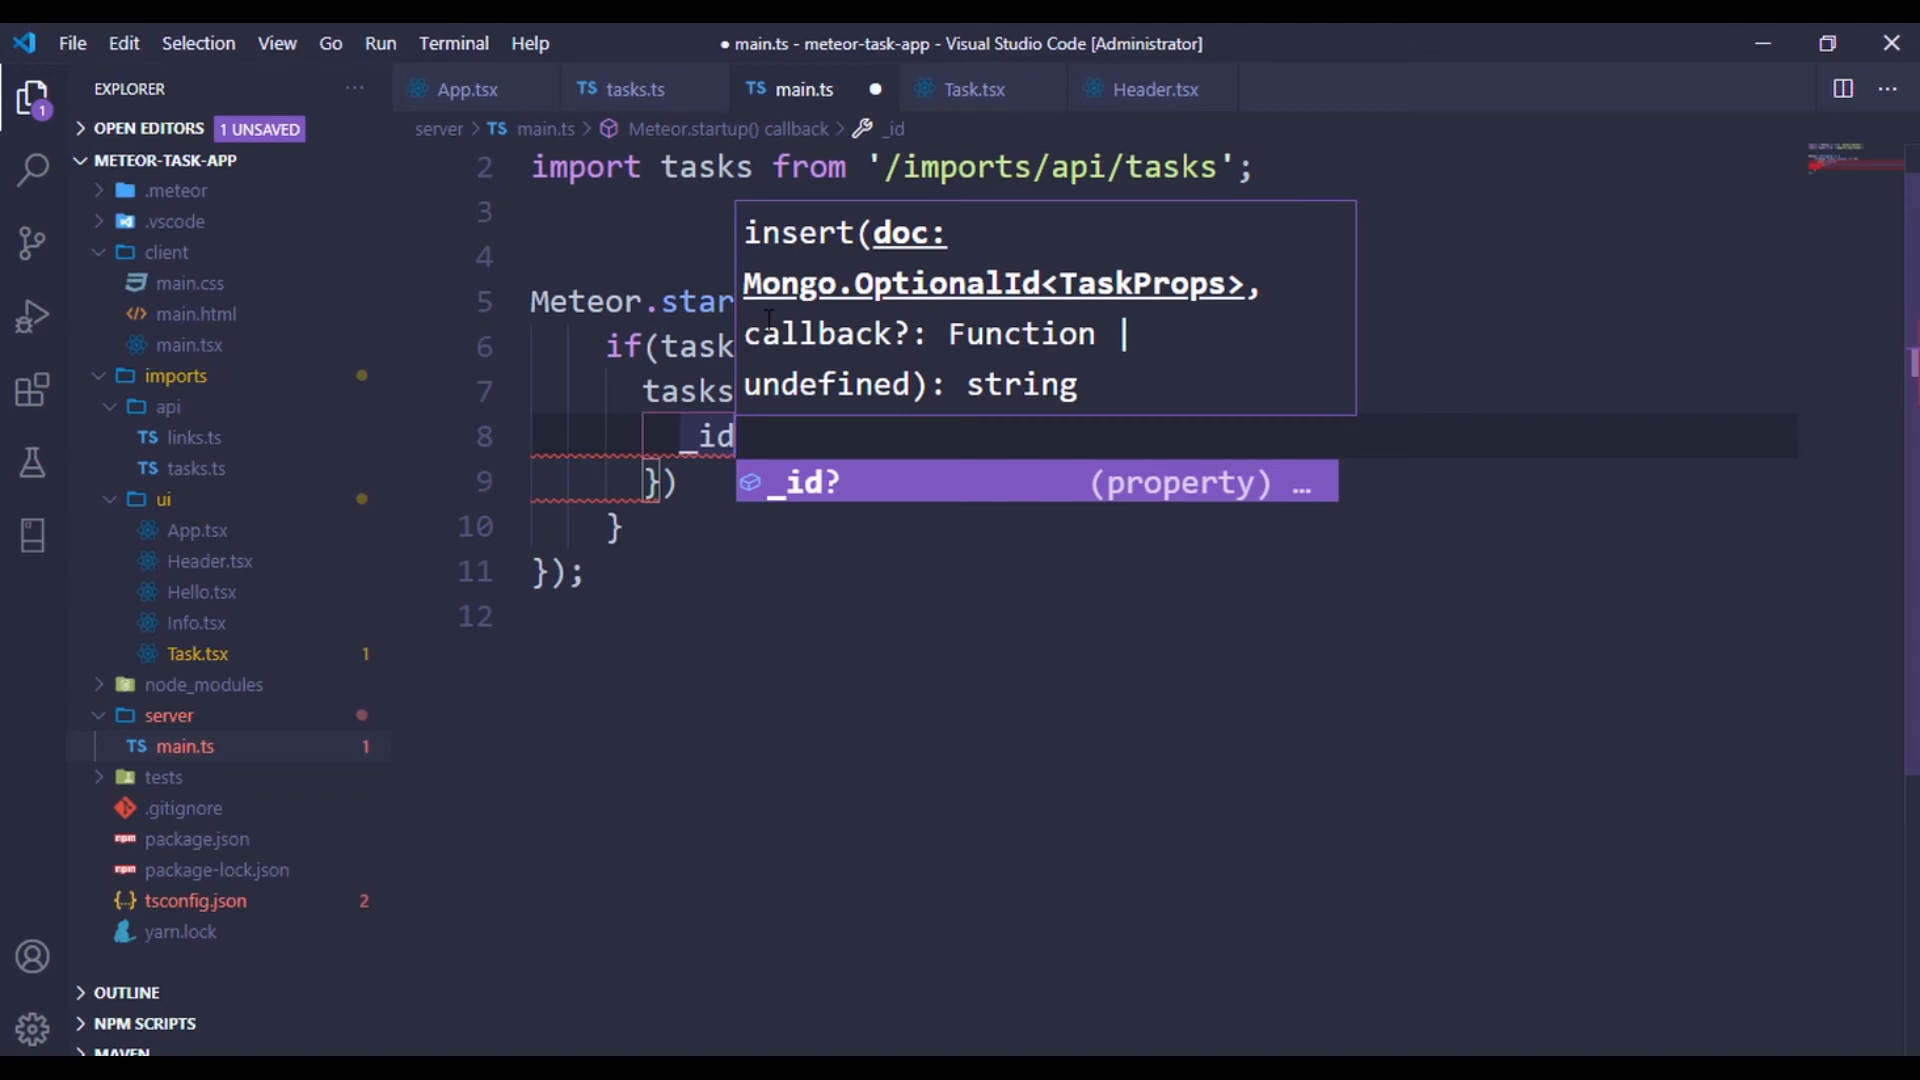 File Edit Selection View Go Run Terminal Help
● main.ts - meteor-task-app - Visual Studio Code [Administrator]
EXPLORER ···
App.tsx
TS tasks.ts
TS main.ts
Task.tsx
Header.tsx
···
OPEN EDITORS 1 UNSAVED
server > TS main.ts > Meteor.startup() callback > _id
METEOR-TASK-APP
.meteor
.vscode
client
main.css
main.html
main.tsx
imports
api
TS links.ts
TS tasks.ts
ui
App.tsx
Header.tsx
Hello.tsx
Info.tsx
Task.tsx 1
node_modules
server
TS main.ts 1
tests
.gitignore
package.json
package-lock.json
tsconfig.json 2
yarn.lock
OUTLINE
NPM SCRIPTS
MAVEN
1
2 import tasks from '/imports/api/tasks';
3
4
5 Meteor.star
6 if(task
7 tasks
8 _id
9 })
10 }
11 });
12
insert(doc:
Mongo.OptionalId<TaskProps>,
callback?: Function |
undefined): string
_id? (property) …